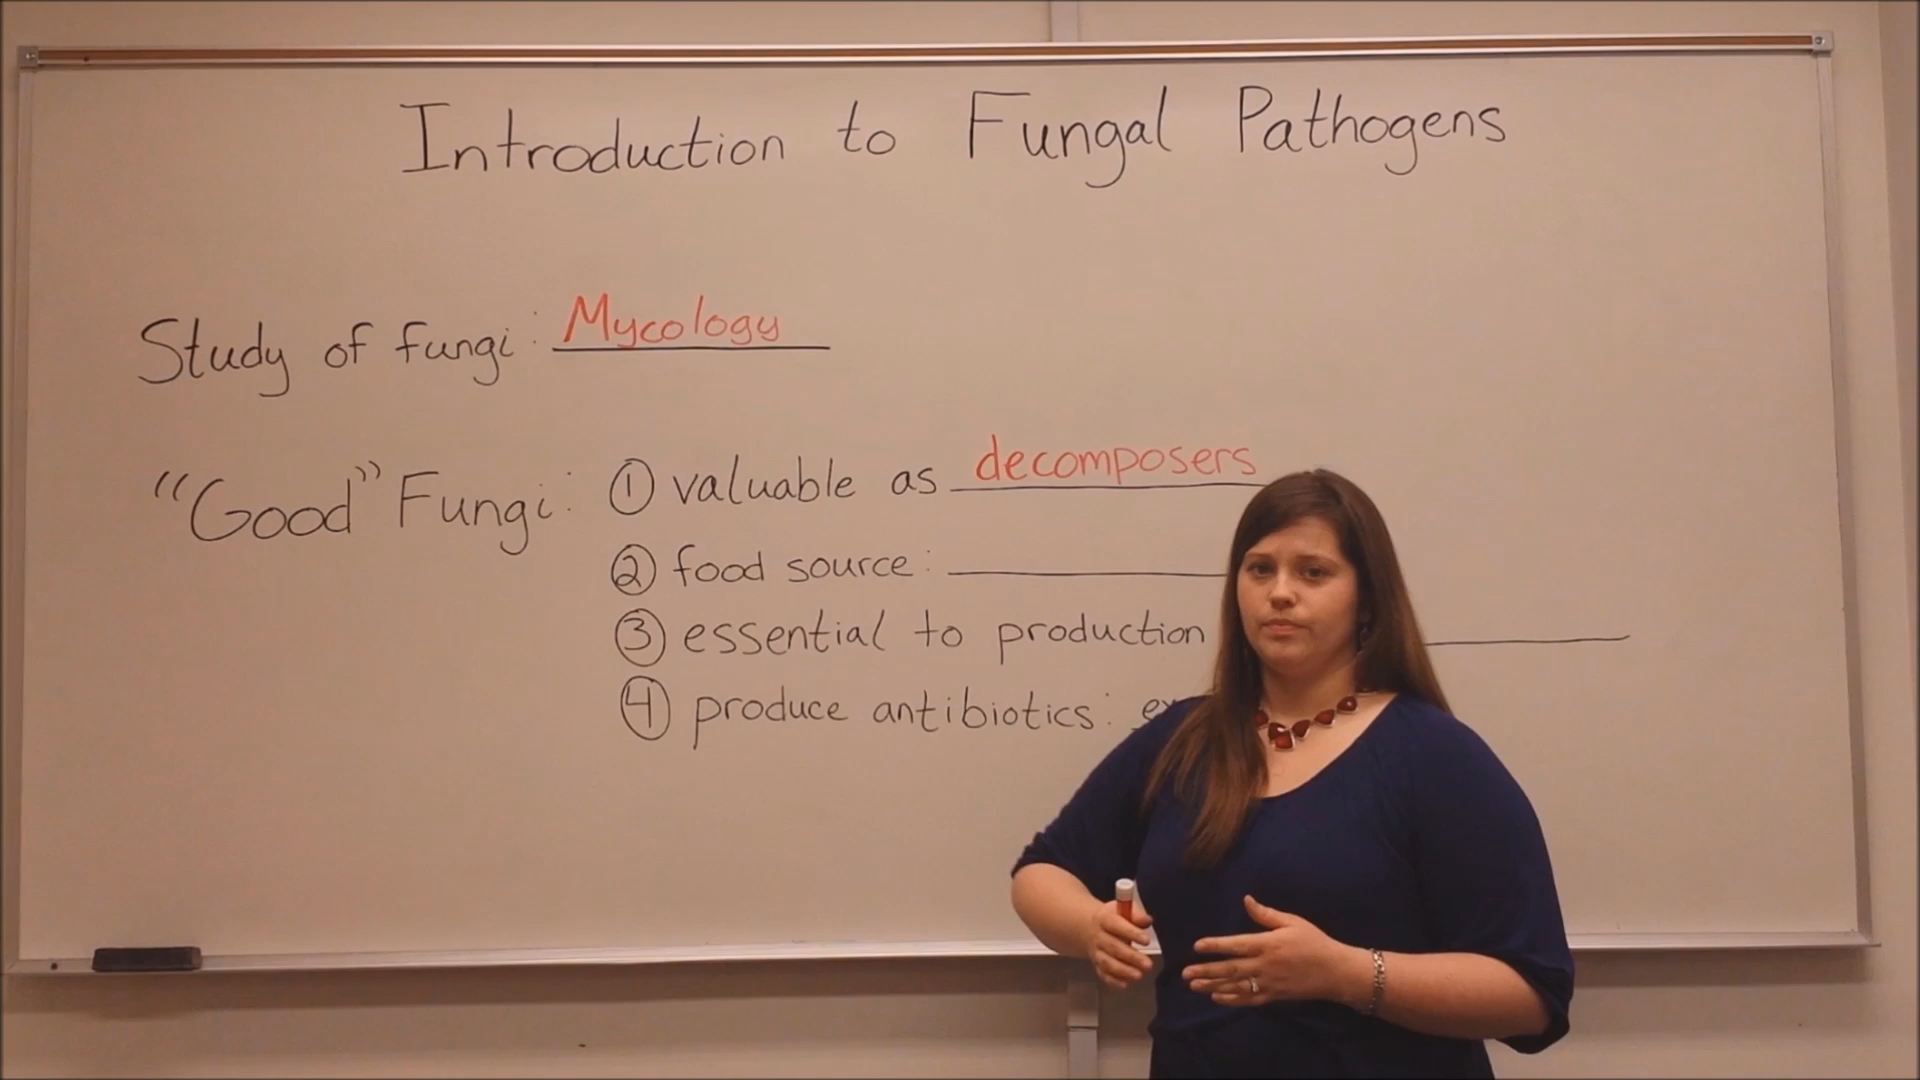 Introduction to Fungal Pathogens
Study of fungi: Mycology
"Good" Fungi: ① valuable as decomposers
② food source:
③ essential to production
④ produce antibiotics: